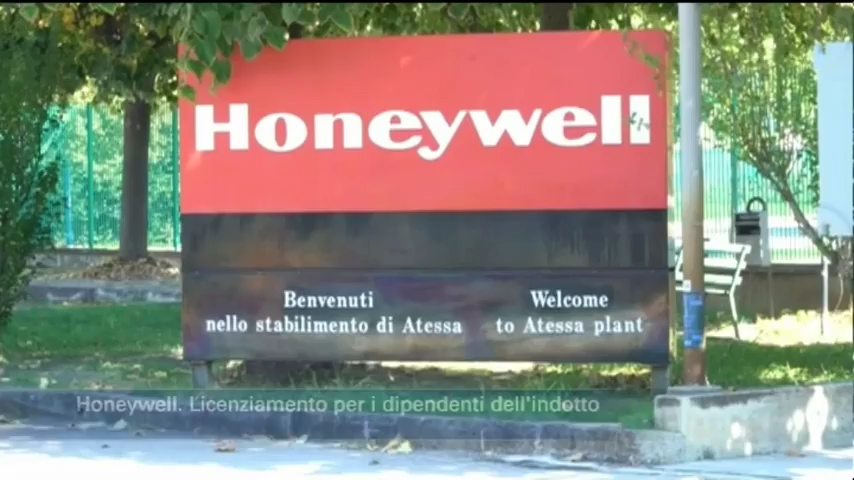 Honeywell
Benvenuti
nello stabilimento di Atessa
Welcome
to Atessa plant
Honeywell. Licenziamento per i dipendenti dell'indotto